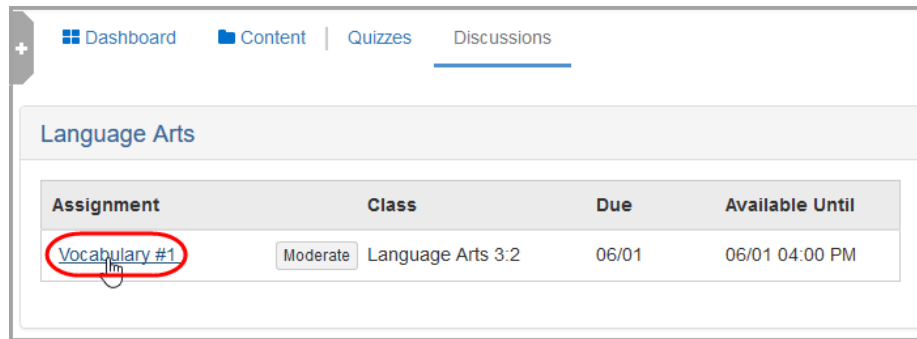 + Dashboard Content | Quizzes Discussions
Language Arts
Assignment Class Due Available Until
Vocabulary #1 Moderate Language Arts 3:2 06/01 06/01 04:00 PM